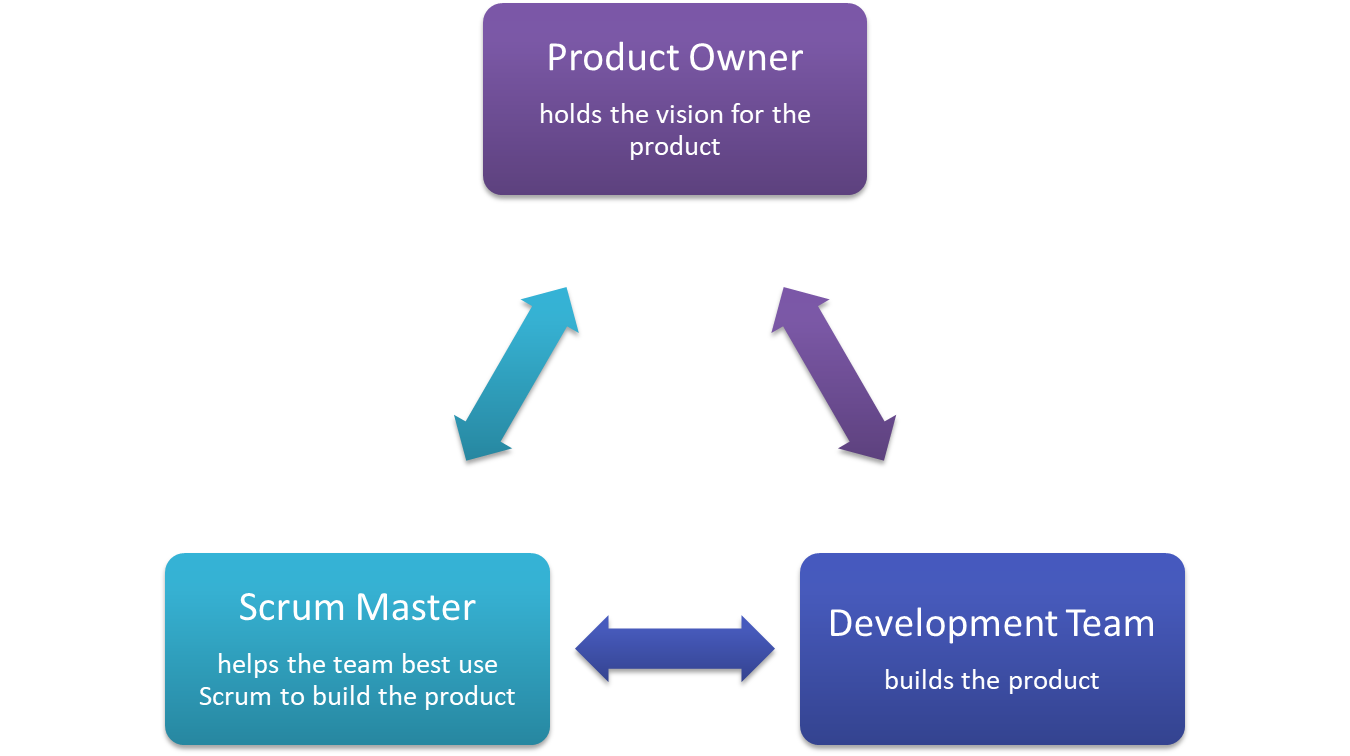 Product Owner
holds the vision for the
product
Scrum Master
helps the team best use
Scrum to build the product
Development Team
builds the product